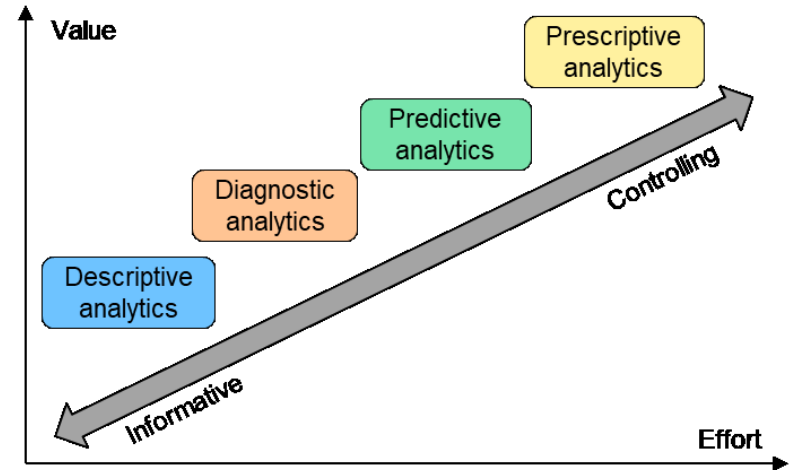 Value
Prescriptive
analytics
Predictive
analytics
Diagnostic
analytics
Descriptive
analytics
Controlling
Informative
Effort